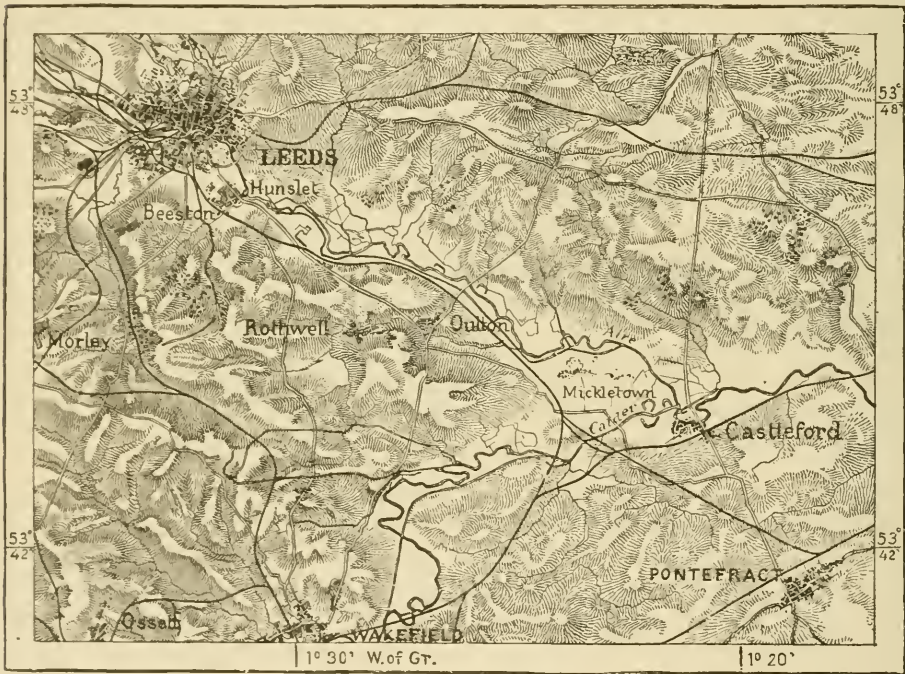 53° 48'
53° 48'
LEEDS
Hunslet
Beeston
Rothwell
Oulton
Aire
Morley
Mickletown
Calder
Castleford
53° 42'
53° 42'
PONTEFRACT
Ossett
WAKEFIELD
1° 30' W. of Gr.
1° 20'